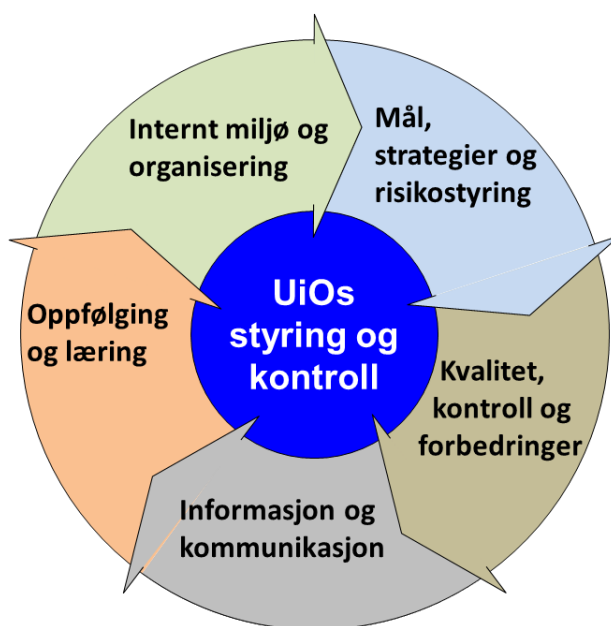 Internt miljø og
organisering
Mål,
strategier og
risikostyring
Kvalitet,
kontroll og
forbedringer
Informasjon og
kommunikasjon
Oppfølging
og læring
UiOs
styring og
kontroll